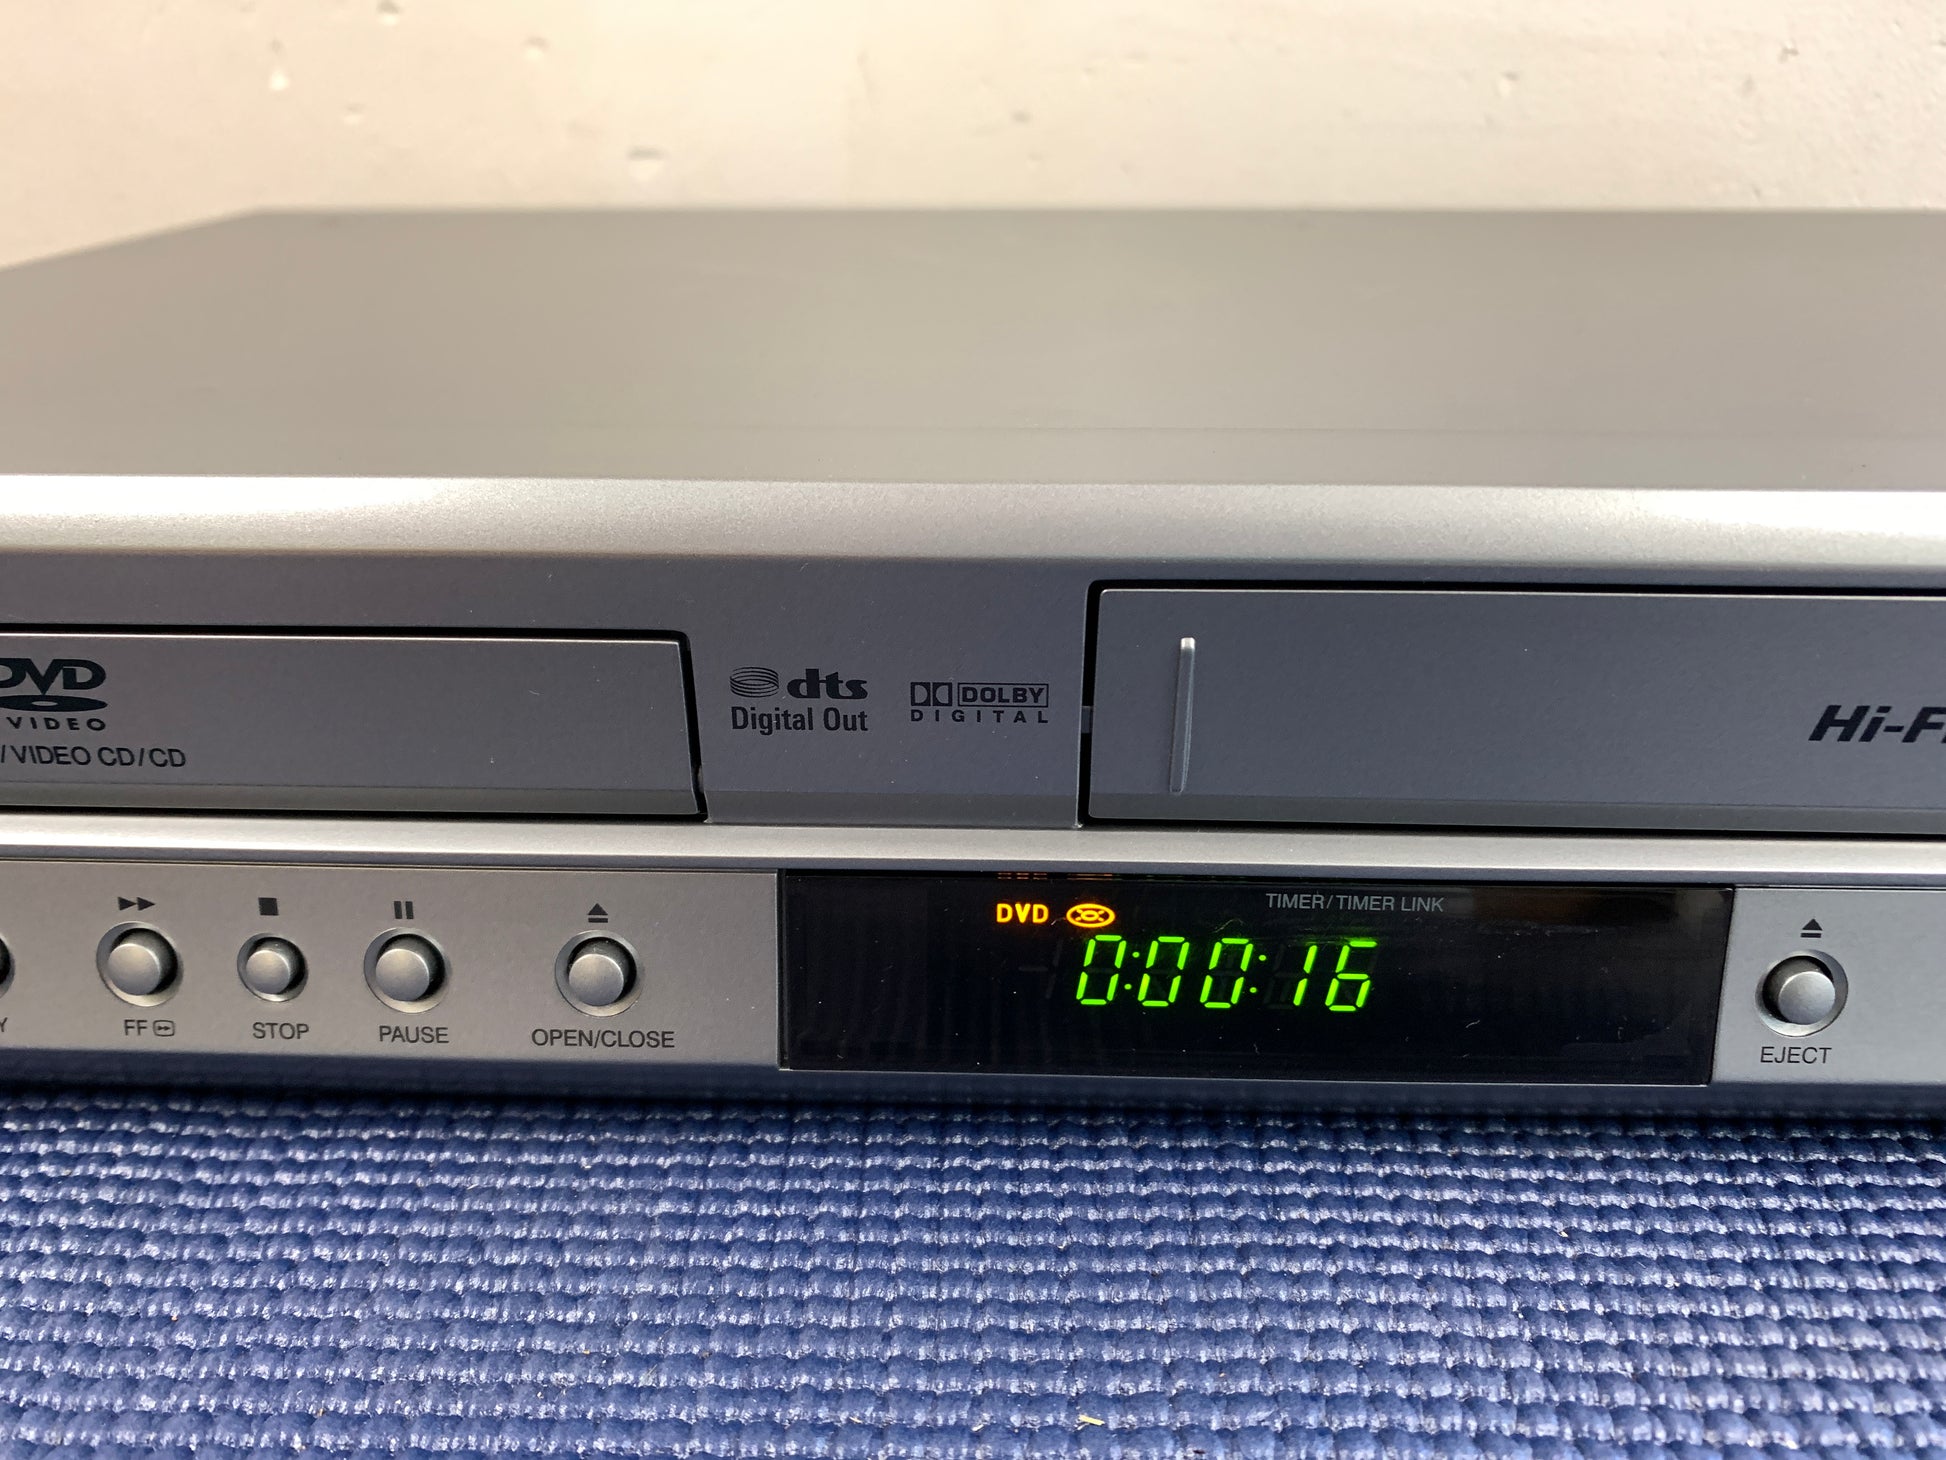 DVD
VIDEO
/VIDEO CD/CD
dts
Digital Out
DOLBY
DIGITAL
Hi-Fi
DVD
TIMER/TIMER LINK
0:00:16
FF
STOP
PAUSE
OPEN/CLOSE
EJECT